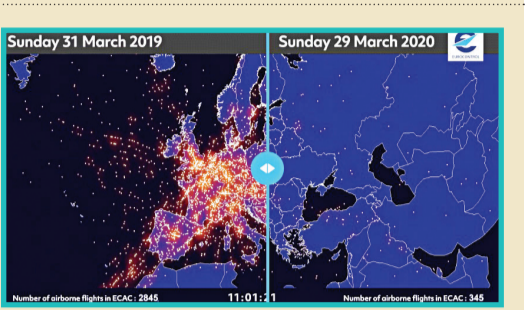 Sunday 31 March 2019
Sunday 29 March 2020
EUROCONTROL
Number of airborne flights in ECAC : 2845
11:01:21
Number of airborne flights in ECAC : 345